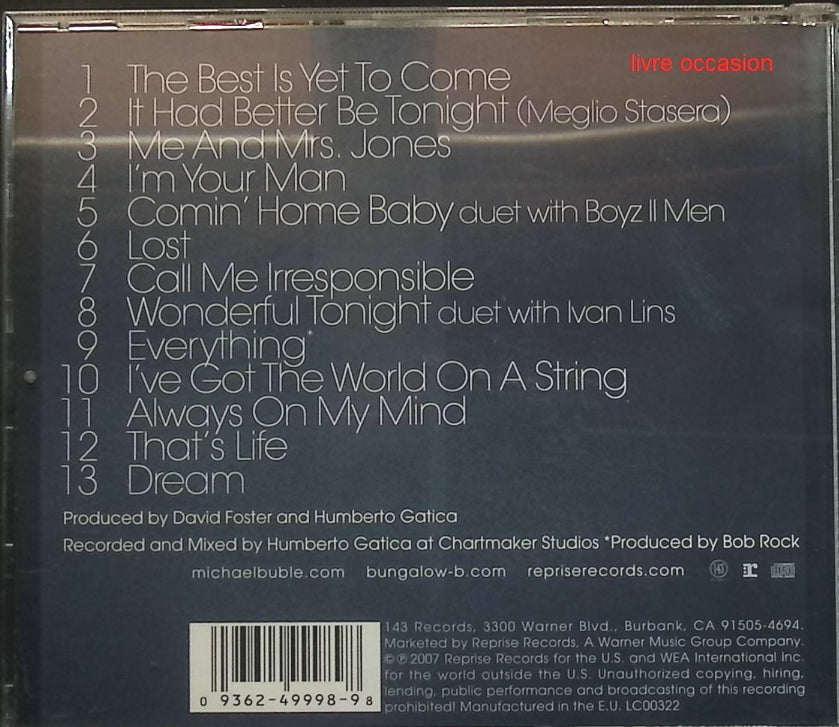 livre occasion
1 The Best Is Yet To Come
2 It Had Better Be Tonight (Meglio Stasera)
3 Me And Mrs. Jones
4 I'm Your Man
5 Comin' Home Baby duet with Boyz II Men
6 Lost
7 Call Me Irresponsible
8 Wonderful Tonight duet with Ivan Lins
9 Everything*
10 I've Got The World On A String
11 Always On My Mind
12 That's Life
13 Dream
Produced by David Foster and Humberto Gatica
Recorded and Mixed by Humberto Gatica at Chartmaker Studios *Produced by Bob Rock
michaelbuble.com bungalow-b.com repriserecords.com 143 r
143 Records, 3300 Warner Blvd., Burbank, CA 91505-4694.
Marketed by Reprise Records, A Warner Music Group Company.
©℗2007 Reprise Records for the U.S. and WEA International Inc.
for the world outside the U.S. Unauthorized copying, hiring,
lending, public performance and broadcasting of this recording
prohibited! Manufactured in the E.U. LC00322
0 9362-49998-9 8